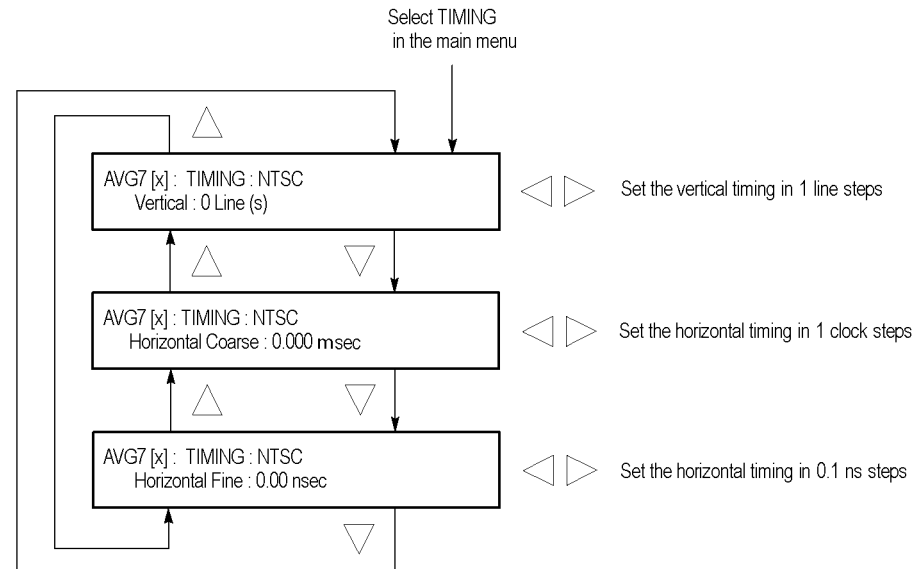 Select TIMING
in the main menu
AVG7 [x] : TIMING : NTSC
Vertical : 0 Line (s)
Set the vertical timing in 1 line steps
AVG7 [x] : TIMING : NTSC
Horizontal Coarse : 0.000 msec
Set the horizontal timing in 1 clock steps
AVG7 [x] : TIMING : NTSC
Horizontal Fine : 0.00 nsec
Set the horizontal timing in 0.1 ns steps